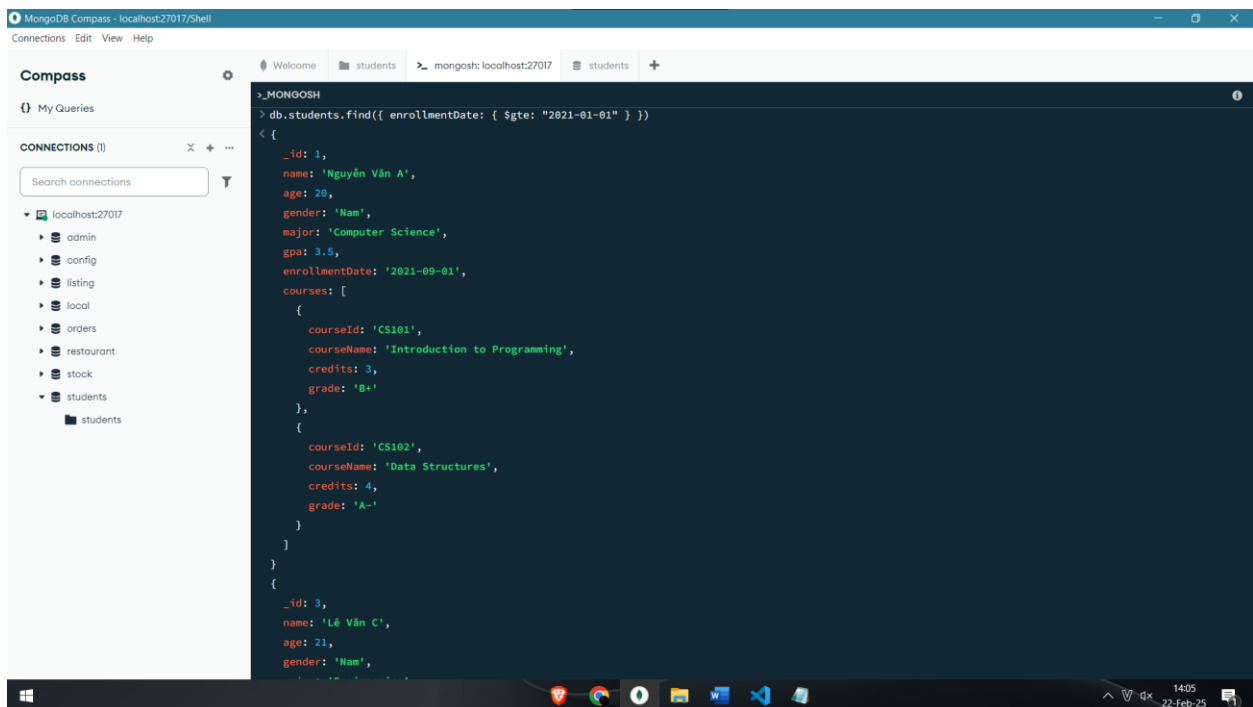 MongoDB Compass - localhost:27017/Shell
Connections Edit View Help
Compass
{} My Queries
CONNECTIONS (1)
Search connections
localhost:27017
admin
config
listing
local
orders
restaurant
stock
students
students
Welcome students >_ mongosh: localhost:27017 students +
>_MONGOSH
> db.students.find({ enrollmentDate: { $gte: "2021-01-01" } })
< {
_id: 1,
name: 'Nguyễn Văn A',
age: 20,
gender: 'Nam',
major: 'Computer Science',
gpa: 3.5,
enrollmentDate: '2021-09-01',
courses: [
{
courseId: 'CS101',
courseName: 'Introduction to Programming',
credits: 3,
grade: 'B+'
},
{
courseId: 'CS102',
courseName: 'Data Structures',
credits: 4,
grade: 'A-'
}
]
}
{
_id: 3,
name: 'Lê Văn C',
age: 21,
gender: 'Nam',
14:05
22-Feb-25